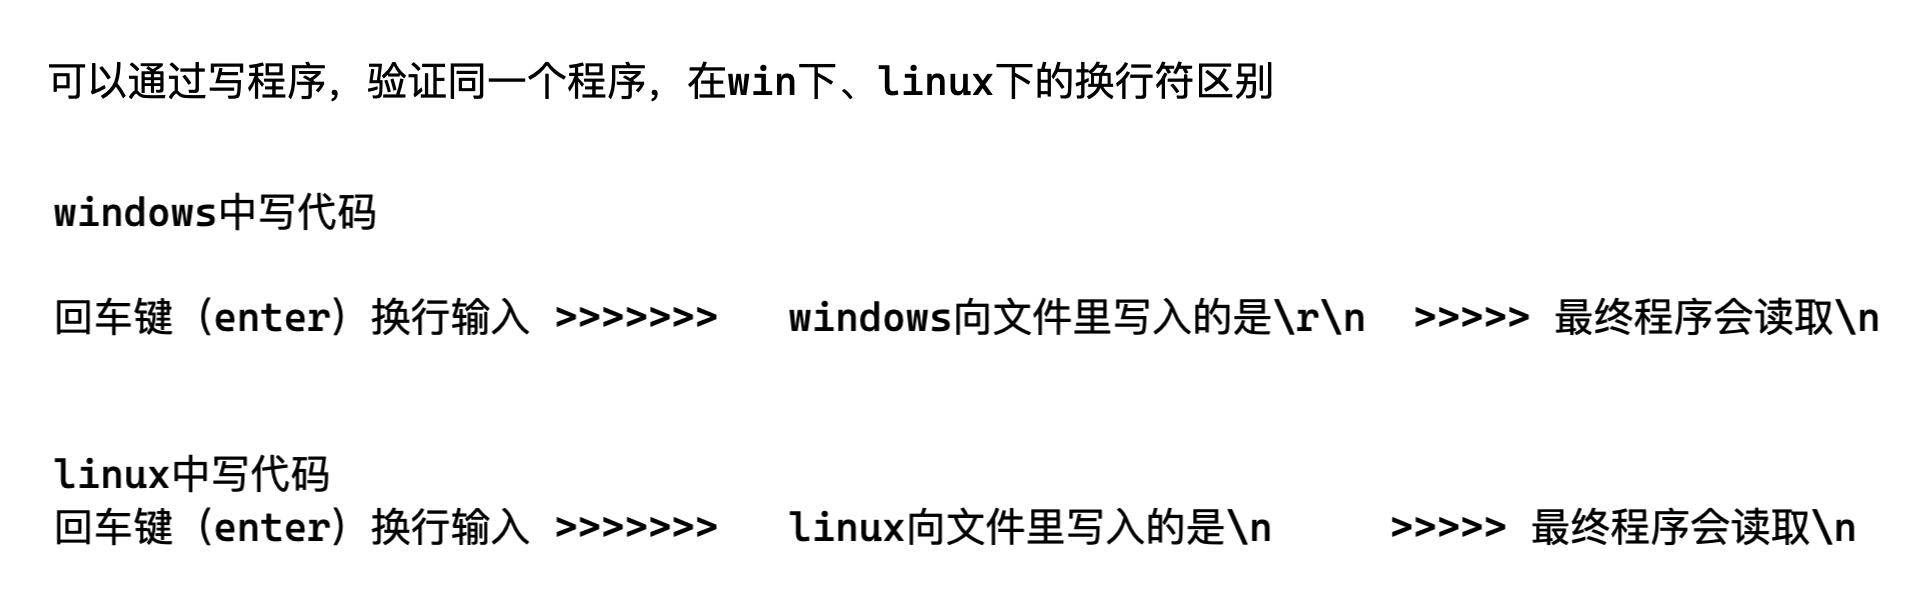 可以通过写程序，验证同一个程序，在win下、linux下的换行符区别
windows中写代码
回车键（enter）换行输入 >>>>>>> windows向文件里写入的是\r\n >>>>> 最终程序会读取\n
linux中写代码
回车键（enter）换行输入 >>>>>>> linux向文件里写入的是\n >>>>> 最终程序会读取\n